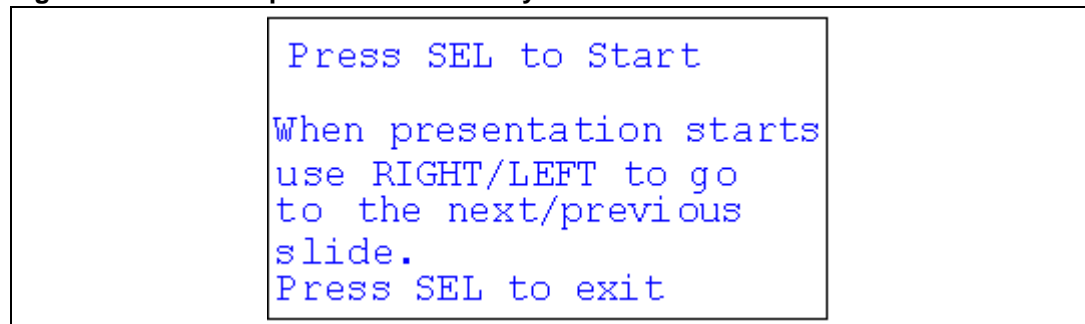 Press SEL to Start
When presentation starts
use RIGHT/LEFT to go
to the next/previous
slide.
Press SEL to exit